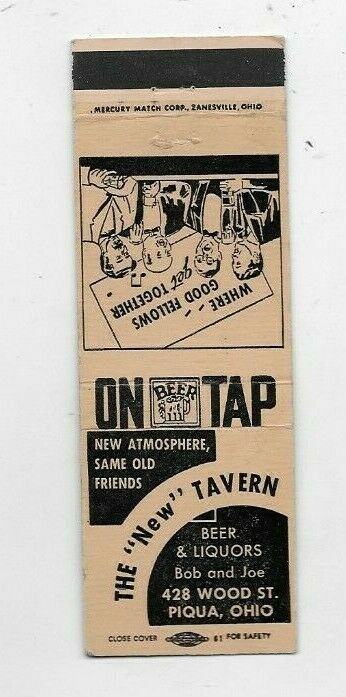 MERCURY MATCH CORP., ZANESVILLE, OHIO
WHERE
GOOD FELLOWS
get TOGETHER
ON BEER TAP
NEW ATMOSPHERE,
SAME OLD
FRIENDS
THE "New" TAVERN
BEER
& LIQUORS
Bob and Joe
428 WOOD ST.
PIQUA, OHIO
CLOSE COVER 61 FOR SAFETY